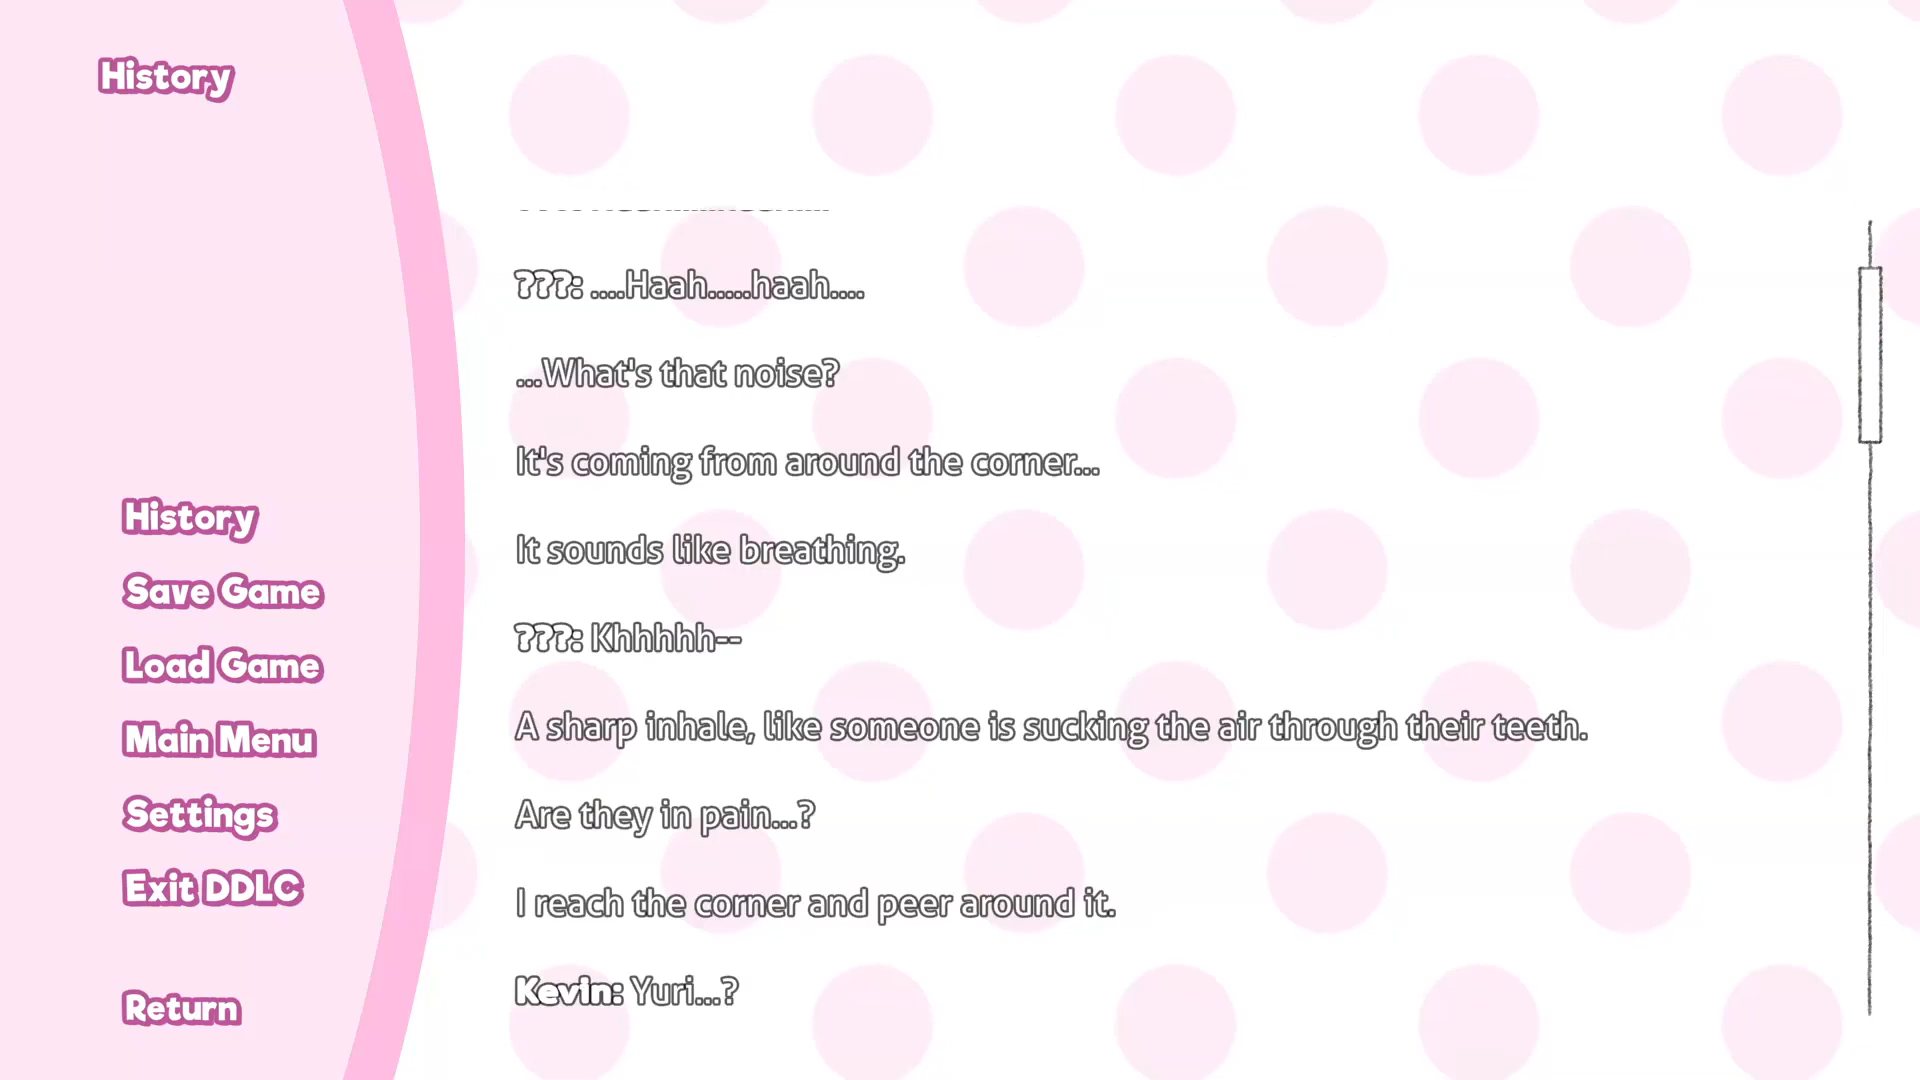 History
???: ....Haah.....haah....
...What's that noise?
It's coming from around the corner...
It sounds like breathing.
???: Khhhhh--
A sharp inhale, like someone is sucking the air through their teeth.
Are they in pain...?
I reach the corner and peer around it.
Kevin: Yuri...?
History
Save Game
Load Game
Main Menu
Settings
Exit DDLC
Return